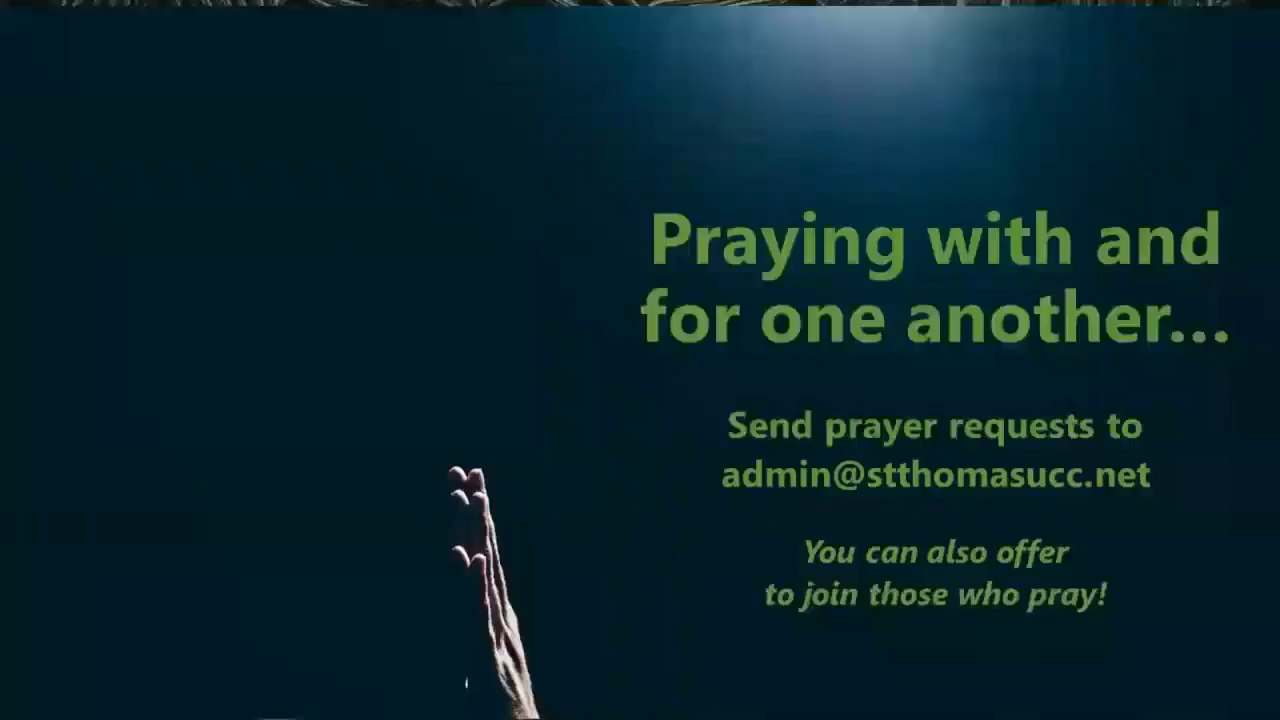 Praying with and
for one another...
Send prayer requests to
admin@stthomasucc.net
You can also offer
to join those who pray!